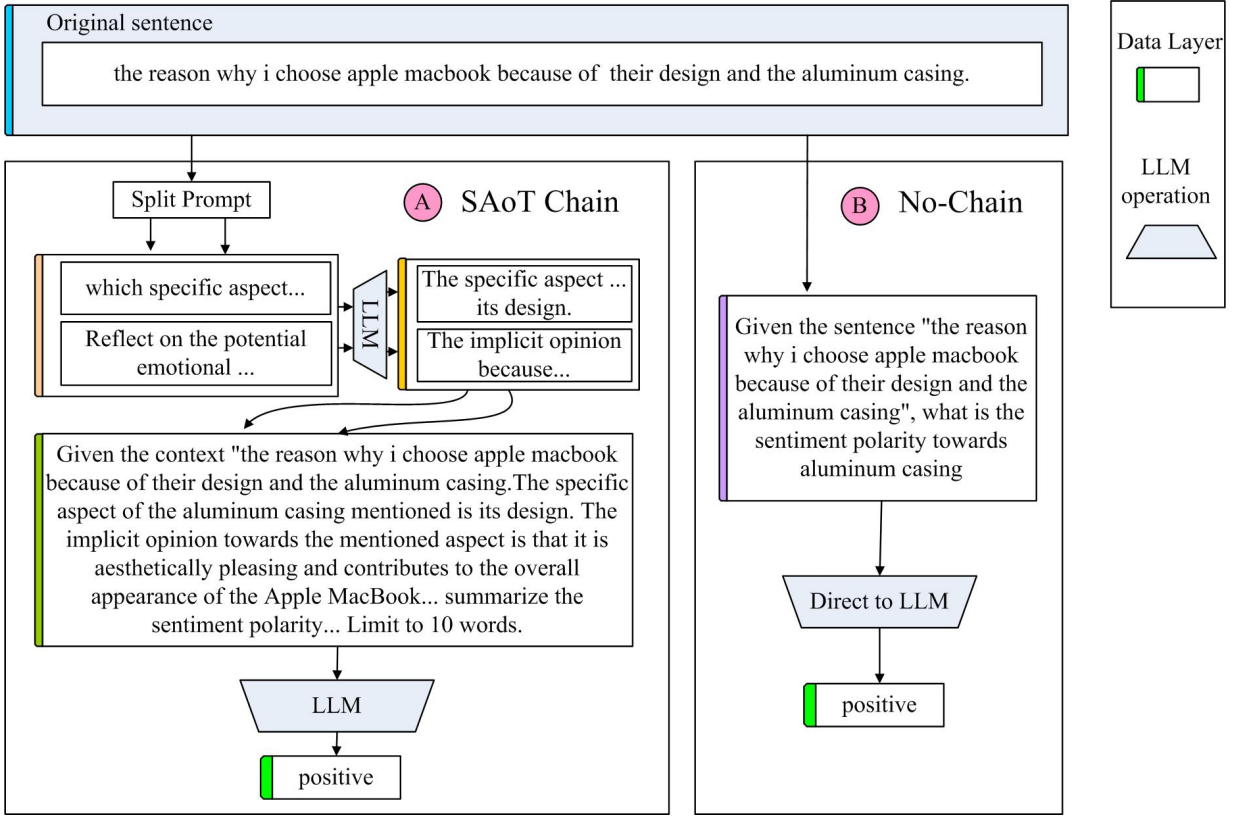 Original sentence
the reason why i choose apple macbook because of  their design and the aluminum casing.
Split Prompt
A
SAoT Chain
which specific aspect...
Reflect on the potential
emotional ...
LLM
The specific aspect ...
its design.
The implicit opinion
because...
Given the context "the reason why i choose apple macbook
because of their design and the aluminum casing.The specific
aspect of the aluminum casing mentioned is its design. The
implicit opinion towards the mentioned aspect is that it is
aesthetically pleasing and contributes to the overall
appearance of the Apple MacBook... summarize the
sentiment polarity... Limit to 10 words.
LLM
positive
B
No-Chain
Given the sentence "the reason
why i choose apple macbook
because of their design and the
aluminum casing", what is the
sentiment polarity towards
aluminum casing
Direct to LLM
positive
Data Layer
LLM
operation